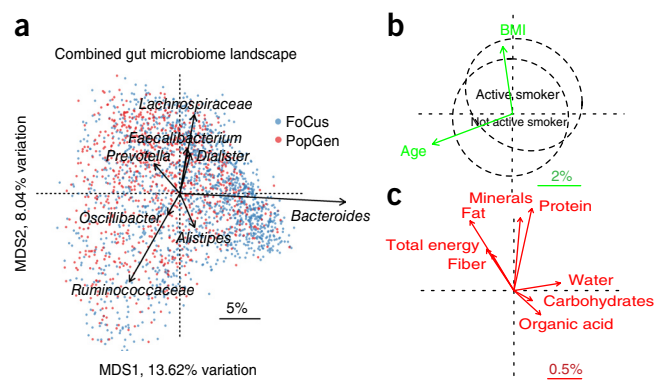 a
Combined gut microbiome landscape
Lachnospiraceae
FoCus
PopGen
Faecalibacterium
Prevotella
Dialister
Oscillibacter
Bacteroides
Alistipes
Ruminococcaceae
5%
MDS2, 8.04% variation
MDS1, 13.62% variation
b
BMI
Active smoker
Not active smoker
Age
2%
c
Minerals
Protein
Fat
Total energy
Fiber
Water
Carbohydrates
Organic acid
0.5%